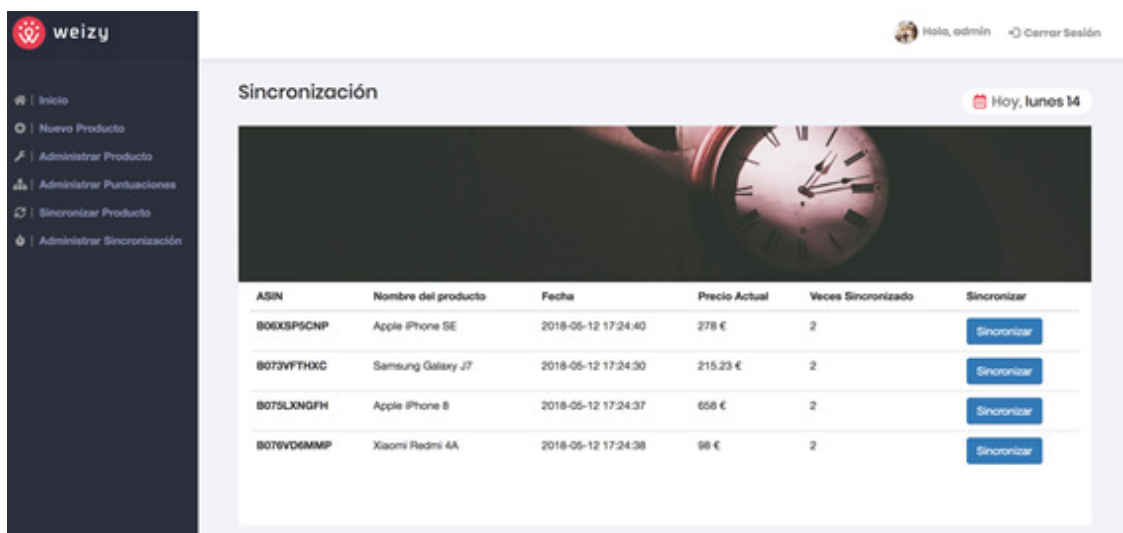 weizy
Hola, admin
Cerrar Sesión
Inicio
Nuevo Producto
Administrar Producto
Administrar Puntuaciones
Sincronizar Producto
Administrar Sincronización
Sincronización
Hoy, lunes 14
ASIN Nombre del producto Fecha Precio Actual Veces Sincronizado Sincronizar
B06XSP5CNP Apple iPhone SE 2018-05-12 17:24:40 278 € 2 Sincronizar
B073VFTHXC Samsung Galaxy J7 2018-05-12 17:24:30 215.23 € 2 Sincronizar
B075LXNGFH Apple iPhone 8 2018-05-12 17:24:37 658 € 2 Sincronizar
B076VD6MMP Xiaomi Redmi 4A 2018-05-12 17:24:38 98 € 2 Sincronizar